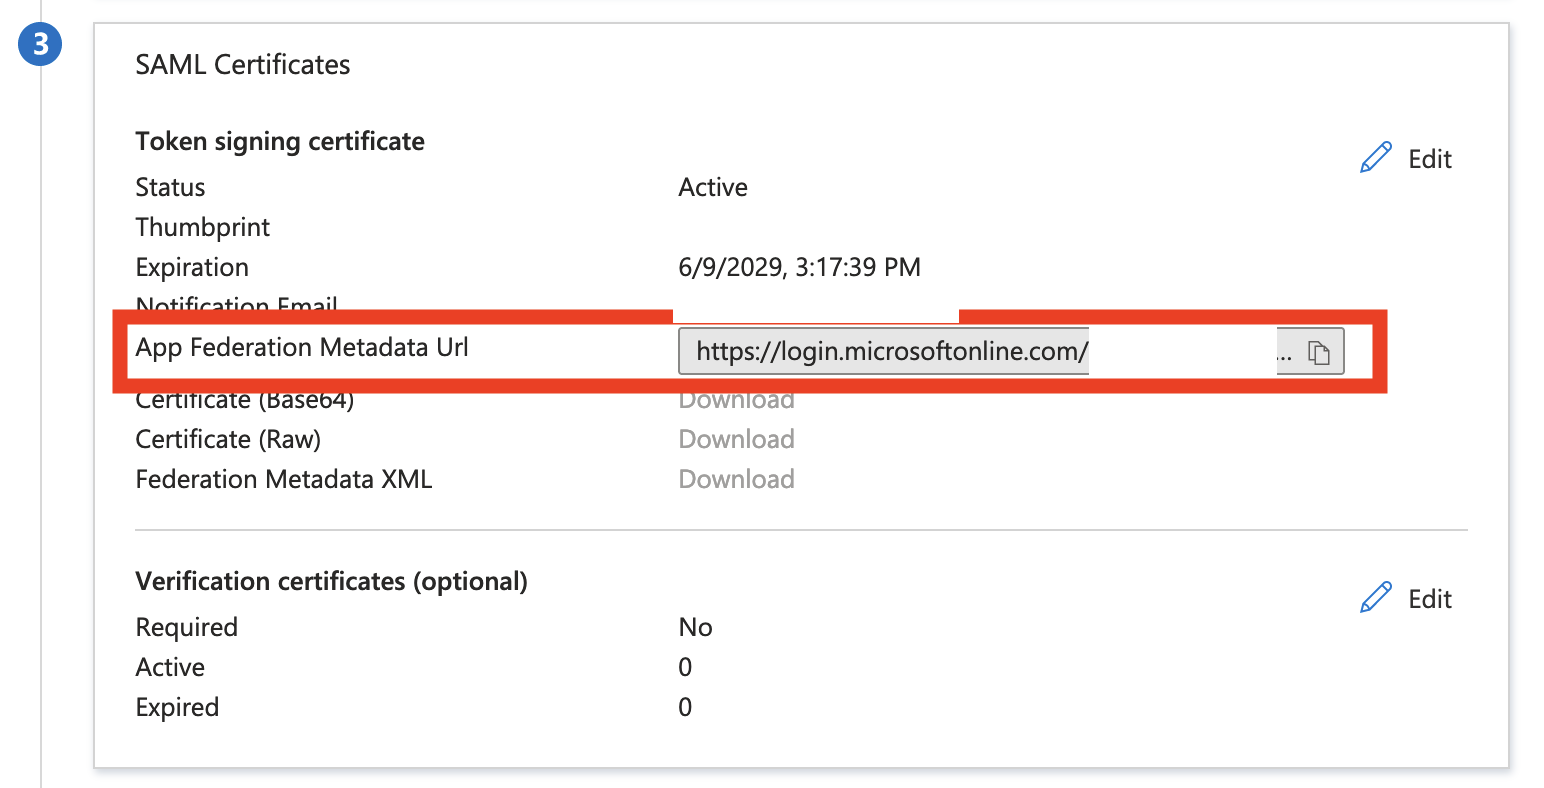 3
SAML Certificates
Token signing certificate
Edit
Status Active
Thumbprint
Expiration 6/9/2029, 3:17:39 PM
Notification Email
App Federation Metadata Url https://login.microsoftonline.com/ ...
Certificate (Base64) Download
Certificate (Raw) Download
Federation Metadata XML Download
Verification certificates (optional)
Edit
Required No
Active 0
Expired 0